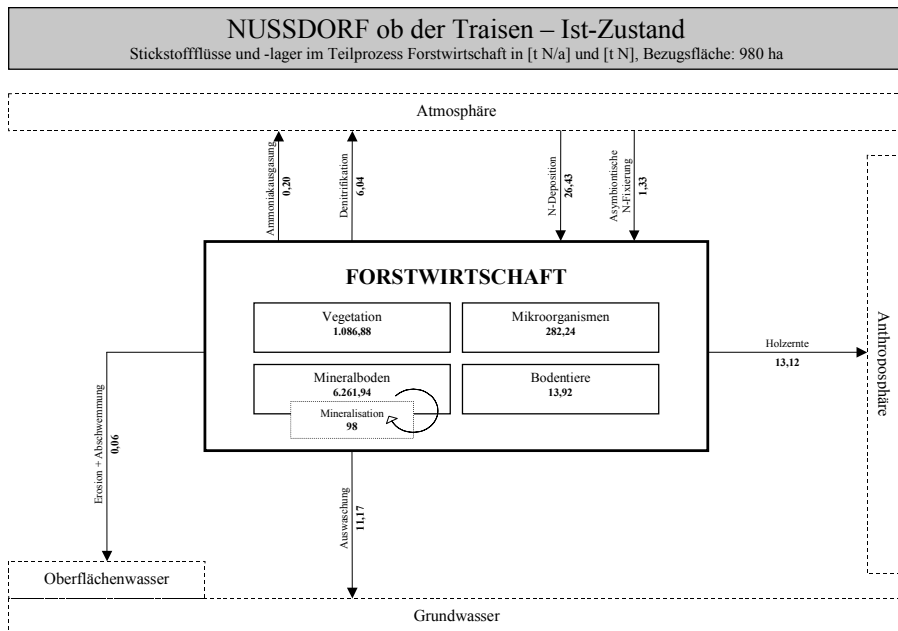 NUSSDORF ob der Traisen – Ist-Zustand
Stickstoffflüsse und -lager im Teilprozess Forstwirtschaft in [t N/a] und [t N], Bezugsfläche: 980 ha
Atmosphäre
Ammoniakausgasung
0,20
Denitrifikation
6,04
N-Deposition
26,43
Asymbiontische
N-Fixierung
1,33
FORSTWIRTSCHAFT
Vegetation
1.086,88
Mikroorganismen
282,24
Mineralboden
6.261,94
Bodentiere
13,92
Mineralisation
98
Holzernte
13,12
Anthroposphäre
Erosion + Abschwemmung
0,06
Auswaschung
11,17
Oberflächenwasser
Grundwasser